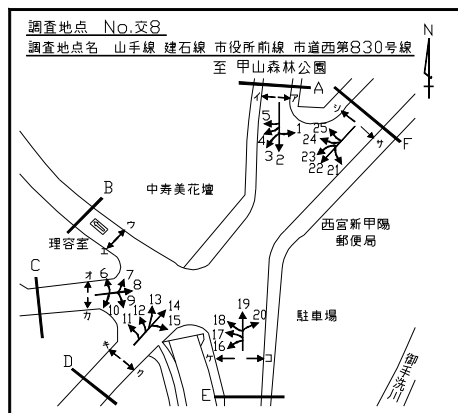 調査地点 No.交8
調査地点名 山手線 建石線 市役所前線 市道西第830号線
至 甲山森林公園
N
A
イ ア
シ
サ
F
5
4
3 2
1
25
24
23
22 21
B
中寿美花壇
ウ
エ
理容室
西宮新甲陽
郵便局
C
オ
カ
6 7
8
9
10
11
12
13
14
15
キ
ク
D
19
18 20
17
16
ケ コ
駐車場
E
御手洗川